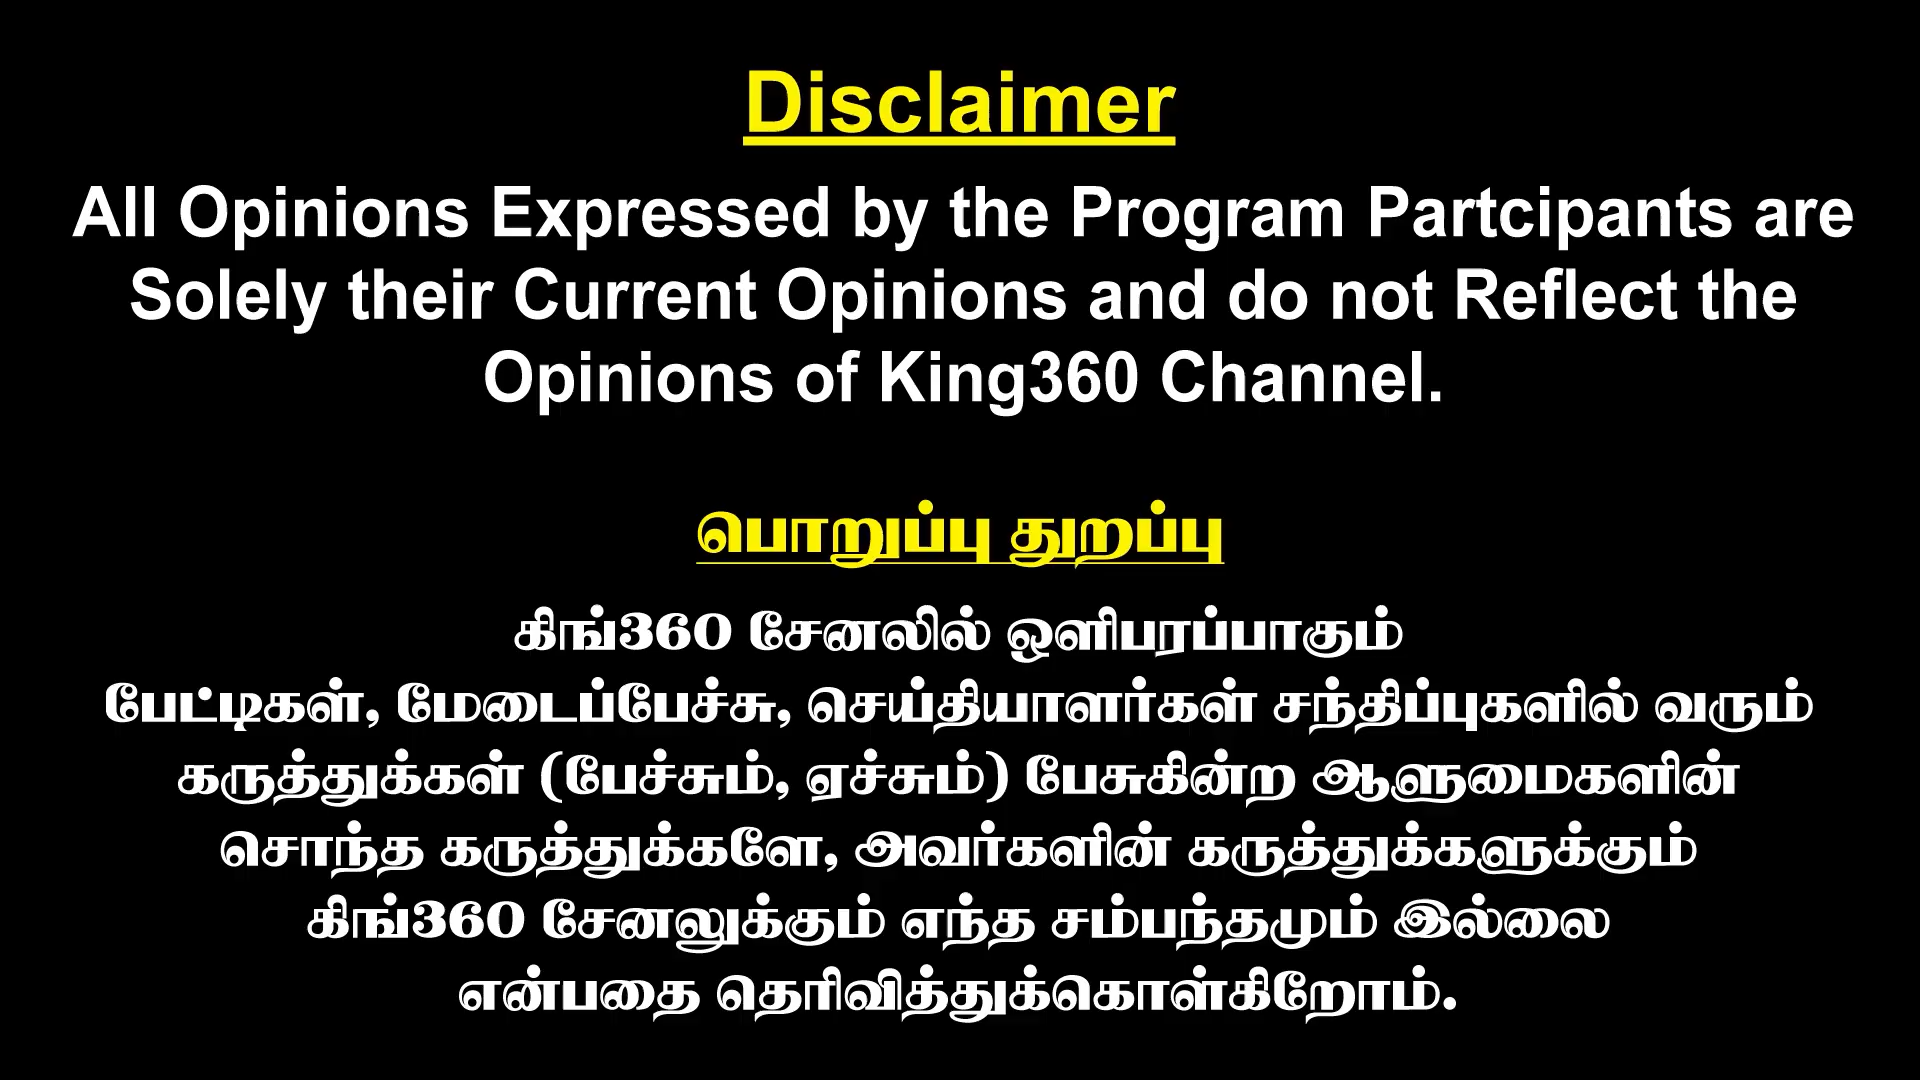 Disclaimer
All Opinions Expressed by the Program Partcipants are
Solely their Current Opinions and do not Reflect the
Opinions of King360 Channel.
பொறுப்பு துறப்பு
கிங்360 சேனலில் ஒளிபரப்பாகும்
பேட்டிகள், மேடைப்பேச்சு, செய்தியாளர்கள் சந்திப்புகளில் வரும்
கருத்துக்கள் (பேச்சும், ஏச்சும்) பேசுகின்ற ஆளுமைகளின்
சொந்த கருத்துக்களே, அவர்களின் கருத்துக்களுக்கும்
கிங்360 சேனலுக்கும் எந்த சம்பந்தமும் இல்லை
என்பதை தெரிவித்துக்கொள்கிறோம்.